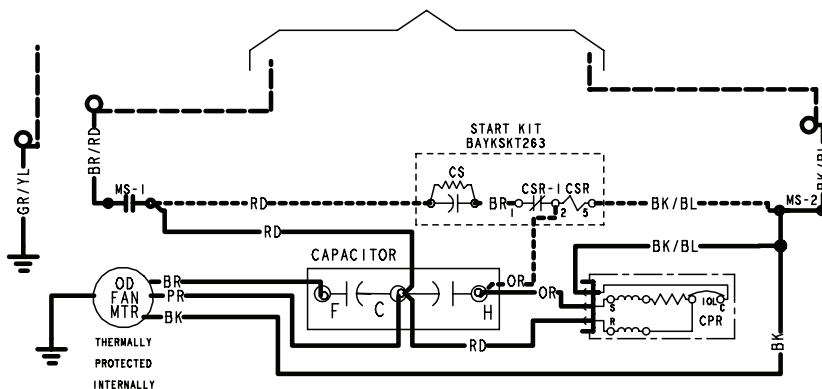 START KIT
BAYKSKT263
BR/RD
GR/YL
MS-1
CS
CSR-1 CSR
BR
1
2
5
RD
BK/BL
MS-2
BK/BL
RD
BK/BL
CAPACITOR
OR
OR
OD
FAN
MTR
BR
PR
BK
F
C
H
S
R
IOL
C
CPR
RD
BK
THERMALLY
PROTECTED
INTERNALLY